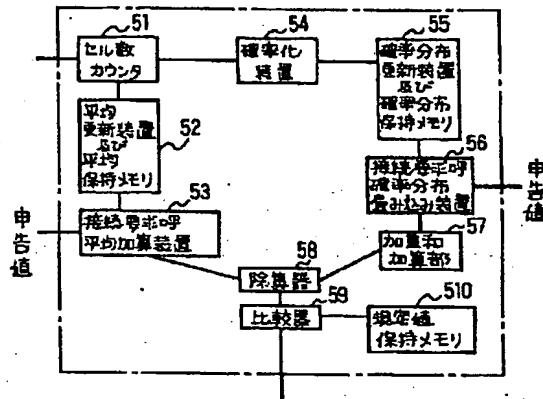 51
セル数
カウンタ
54
確率化
装置
55
確率分布
更新装置
及び
確率分布
保持メモリ
平均
更新装置
及び
平均
保持メモリ
52
56
接続要求呼
確率分布
畳み込み装置
申告値
53
接続要求呼
平均加算装置
申告値
57
加重和
加算部
58
除算器
59
比較器
510
規定値
保持メモリ